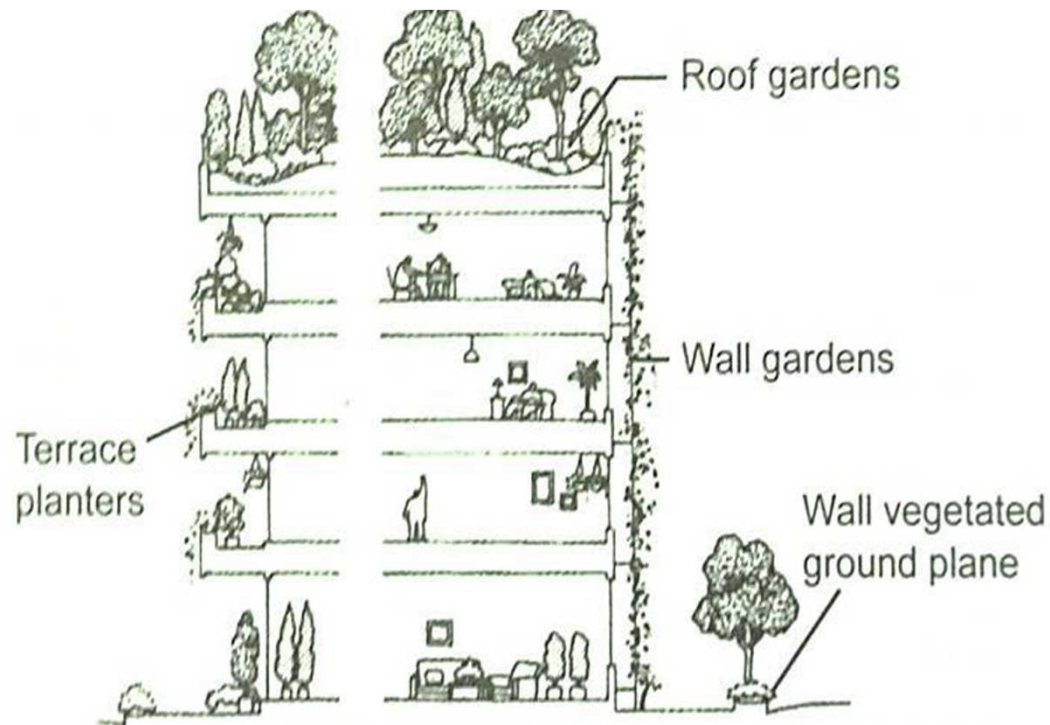 Roof gardens
Wall gardens
Terrace
planters
Wall vegetated
ground plane